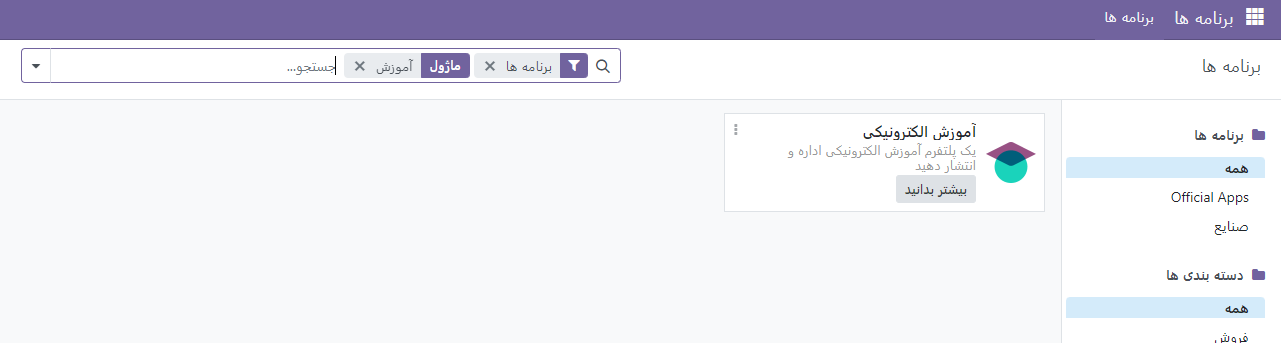 برنامه ها
برنامه ها
برنامه ها
برنامه ها
ماژول
آموزش
جستجو...
برنامه ها
همه
Official Apps
صنایع
دسته بندی ها
همه
فروش
آموزش الکترونیکی
یک پلتفرم آموزش الکترونیکی اداره و
انتشار دهید
بیشتر بدانید